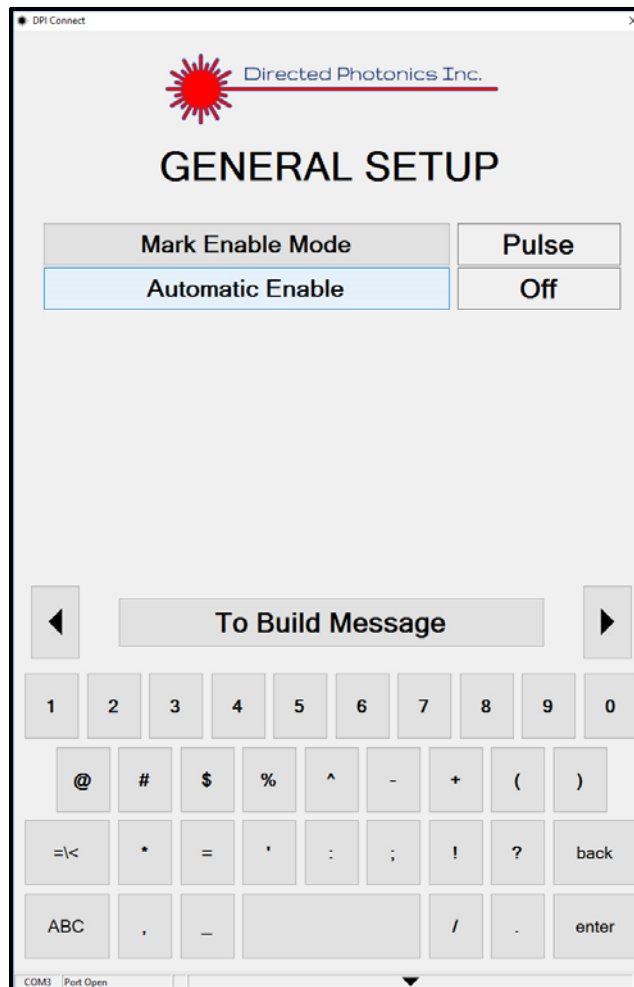 DPI Connect
Directed Photonics Inc.
GENERAL SETUP
Mark Enable Mode Pulse
Automatic Enable Off
To Build Message
1 2 3 4 5 6 7 8 9 0
@ # $ % ^ - + ( )
=\< * = ' : ; ! ? back
ABC , _ / . enter
COM3 Port Open